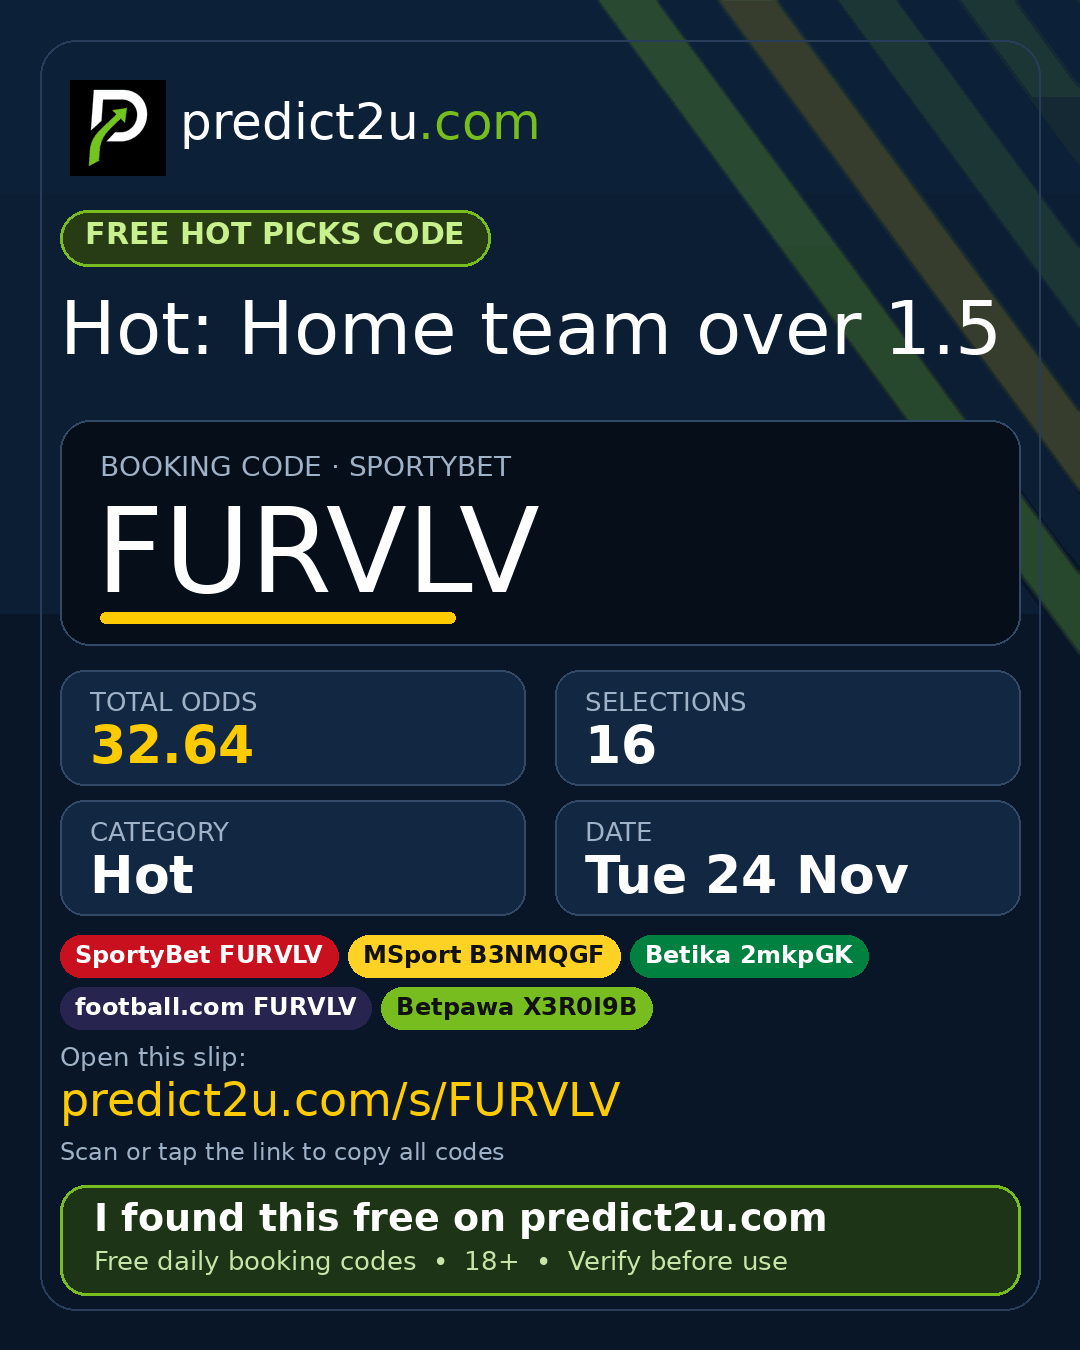 predict2u.com
FREE HOT PICKS CODE
Hot: Home team over 1.5
BOOKING CODE · SPORTYBET
FURVLV
TOTAL ODDS
32.64
SELECTIONS
16
CATEGORY
Hot
DATE
Tue 24 Nov
SportyBet FURVLV
MSport B3NMQGF
Betika 2mkpGK
football.com FURVLV
Betpawa X3R0I9B
Open this slip:
predict2u.com/s/FURVLV
Scan or tap the link to copy all codes
I found this free on predict2u.com
Free daily booking codes • 18+ • Verify before use